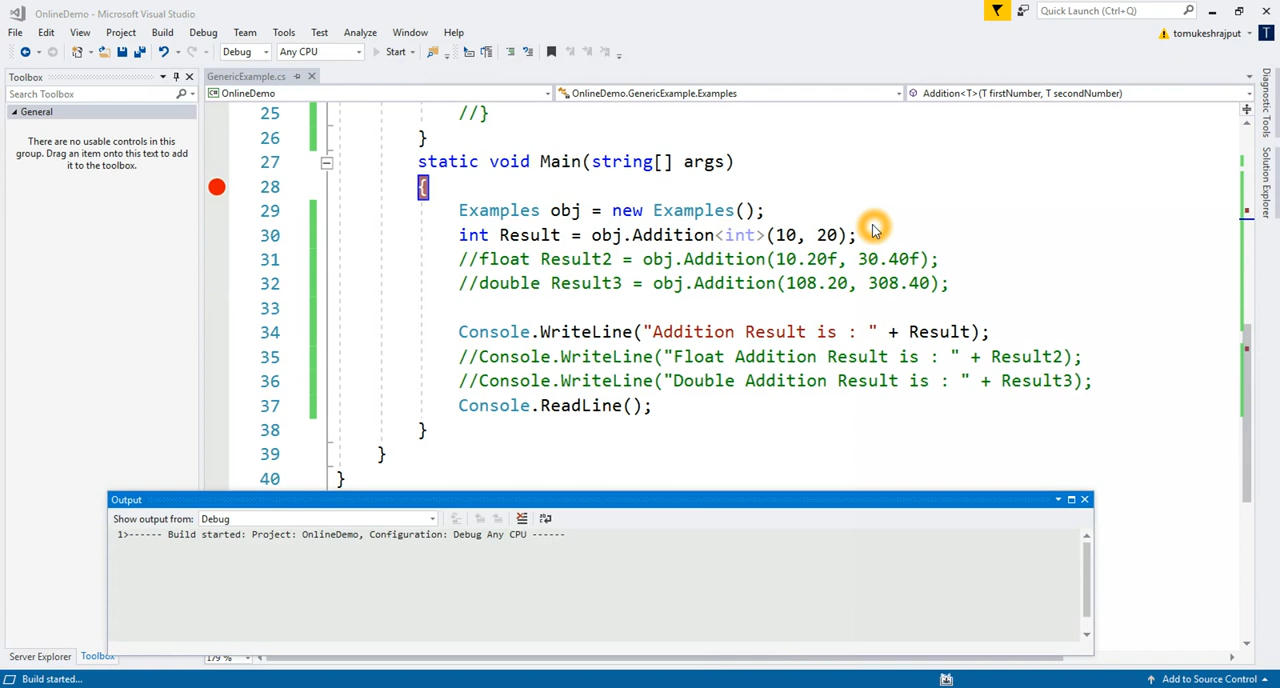 OnlineDemo - Microsoft Visual Studio
Quick Launch (Ctrl+Q)
File Edit View Project Build Debug Team Tools Test Analyze Window Help
tomukeshrajput T
Debug Any CPU Start
Toolbox
GenericExample.cs
Search Toolbox
OnlineDemo
OnlineDemo.GenericExample.Examples
Addition<T>(T firstNumber, T secondNumber)
General
There are no usable controls in this
group. Drag an item onto this text to add
it to the toolbox.
25 //}
26 }
27 static void Main(string[] args)
28 {
29 Examples obj = new Examples();
30 int Result = obj.Addition<int>(10, 20);
31 //float Result2 = obj.Addition(10.20f, 30.40f);
32 //double Result3 = obj.Addition(108.20, 308.40);
33
34 Console.WriteLine("Addition Result is : " + Result);
35 //Console.WriteLine("Float Addition Result is : " + Result2);
36 //Console.WriteLine("Double Addition Result is : " + Result3);
37 Console.ReadLine();
38 }
39 }
40 }
Diagnostic Tools
Solution Explorer
Output
Show output from: Debug
1>------ Build started: Project: OnlineDemo, Configuration: Debug Any CPU ------
Server Explorer Toolbox
179 %
Build started...
Add to Source Control